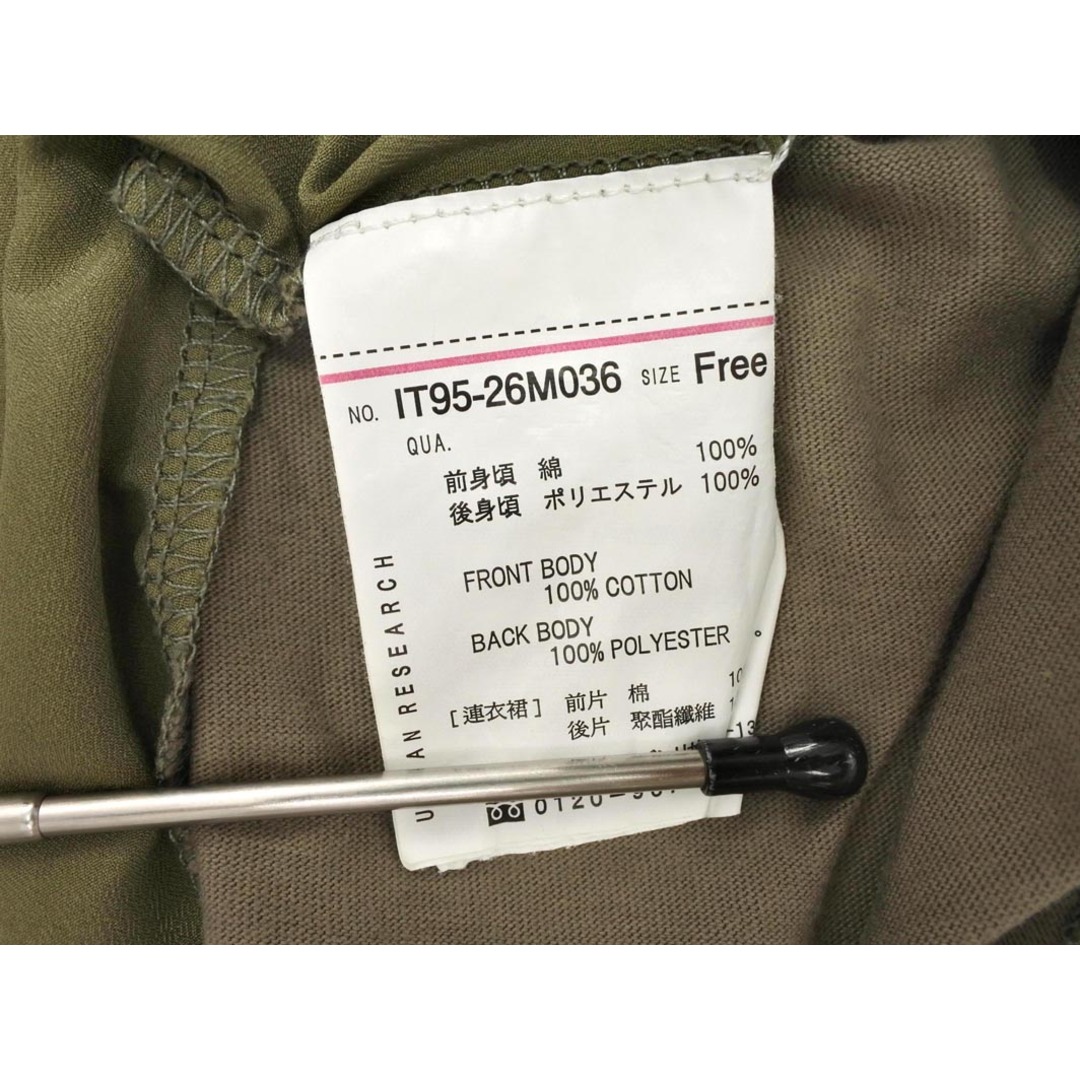 NO. IT95-26M036 SIZE Free
QUA.
前身頃 綿 100%
後身頃 ポリエステル 100%
FRONT BODY
100% COTTON
BACK BODY
100% POLYESTER
[連衣裙] 前片 棉
後片 聚酯纖維
0120-
RESEARCH